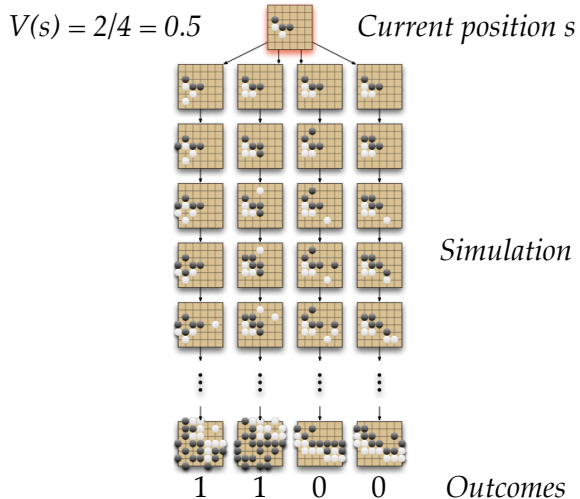 V(s) = 2/4 = 0.5
Current position s
Simulation
1 1 0 0
Outcomes